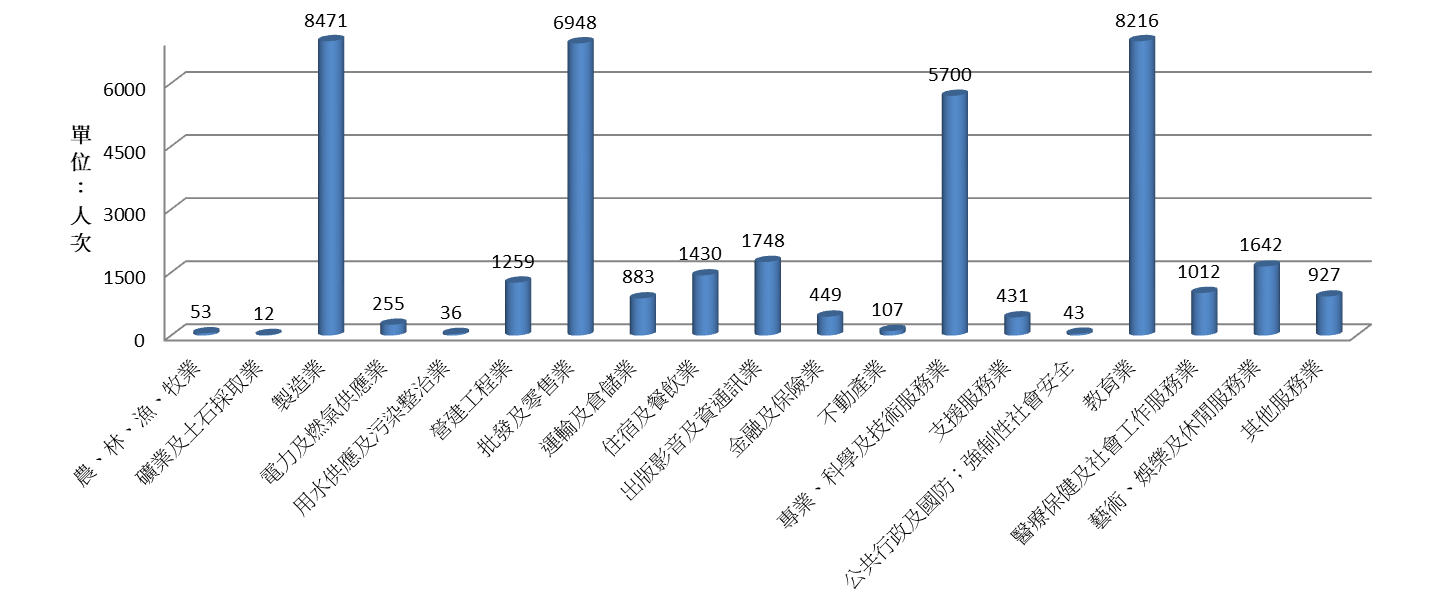 單位：人次
6000
4500
3000
1500
0
53
12
8471
255
36
1259
6948
883
1430
1748
449
107
5700
431
43
8216
1012
1642
927
農、林、漁、牧業
礦業及土石採取業
製造業
電力及燃氣供應業
用水供應及污染整治業
營建工程業
批發及零售業
運輸及倉儲業
住宿及餐飲業
出版影音及資通訊業
金融及保險業
不動產業
專業、科學及技術服務業
支援服務業
公共行政及國防；強制性社會安全
教育業
醫療保健及社會工作服務業
藝術、娛樂及休閒服務業
其他服務業